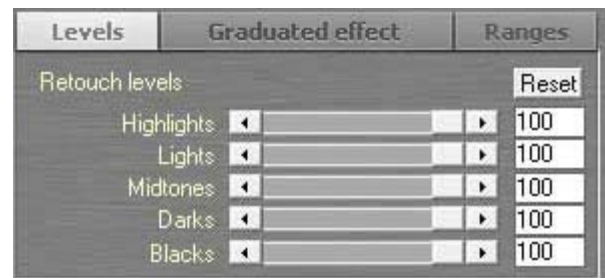 Levels Graduated effect Ranges
Retouch levels Reset
Highlights 100
Lights 100
Midtones 100
Darks 100
Blacks 100